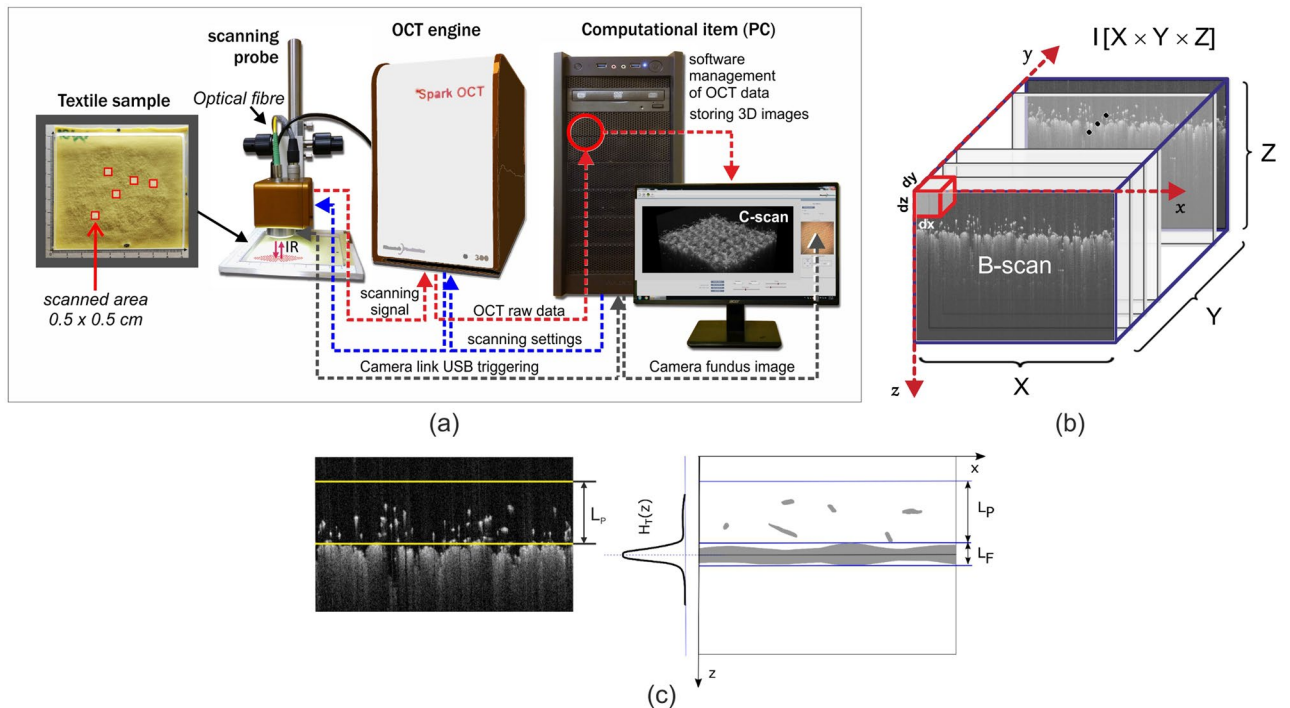 scanning
probe
OCT engine
Computational item (PC)
Textile sample
Optical fibre
Spark OCT
software
management
of OCT data
storing 3D images
C-scan
IR
300
scanned area
0.5 x 0.5 cm
scanning
signal
OCT raw data
scanning settings
Camera link USB triggering
Camera fundus image
acer
(a)
I [X × Y × Z]
y
Z
dy
dz
dx
x
B-scan
Y
X
z
(b)
L_P
H_T(z)
x
L_P
L_F
z
(c)